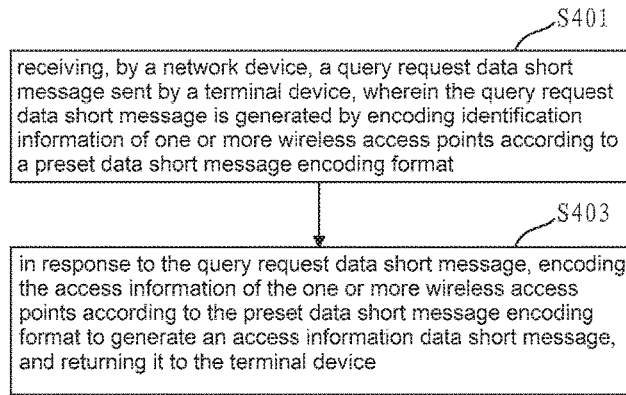 S401
receiving, by a network device, a query request data short
message sent by a terminal device, wherein the query request
data short message is generated by encoding identification
information of one or more wireless access points according to
a preset data short message encoding format
S403
in response to the query request data short message, encoding
the access information of the one or more wireless access
points according to the preset data short message encoding
format to generate an access information data short message,
and returning it to the terminal device